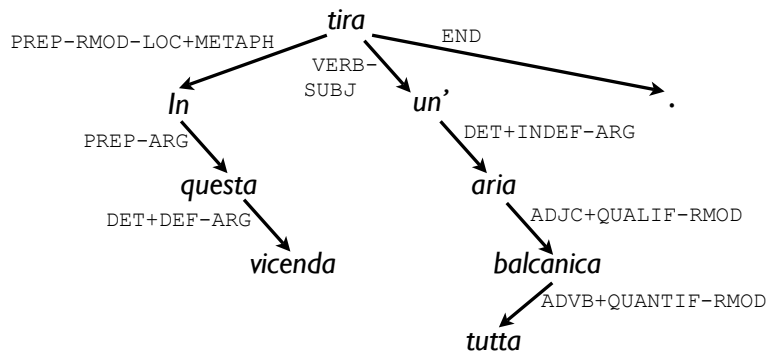 tira
PREP-RMOD-LOC+METAPH
END
VERB-
SUBJ
In
un'
.
PREP-ARG
DET+INDEF-ARG
questa
aria
DET+DEF-ARG
ADJC+QUALIF-RMOD
vicenda
balcanica
ADVB+QUANTIF-RMOD
tutta